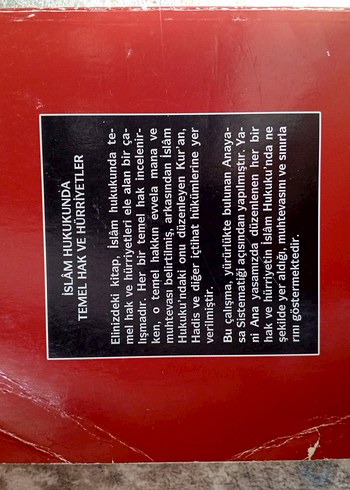 İSLÂM HUKUKUNDA
TEMEL HAK VE HÜRRİYETLER
Elinizdeki kitap, İslâm hukukunda te-
mel hak ve hürriyetleri ele alan bir ça-
lışmadır. Her bir temel hak incelenir-
ken, o temel hakkın evvela mana ve
muhtevası belirtilmiş, arkasından İslâm
Hukuku'ndaki onu düzenleyen Kur'an,
Hadis ve diğer içtihat hükümlerine yer
verilmiştir.
Bu çalışma, yürürlükte bulunan Anaya-
sa Sistematiği açısından yapılmıştır. Ya-
ni Ana yasamızda düzenlenen her bir
hak ve hürriyetin İslâm Hukuku'nda ne
şekilde yer aldığı, muhtevasını ve sınırla
rını göstermektedir.